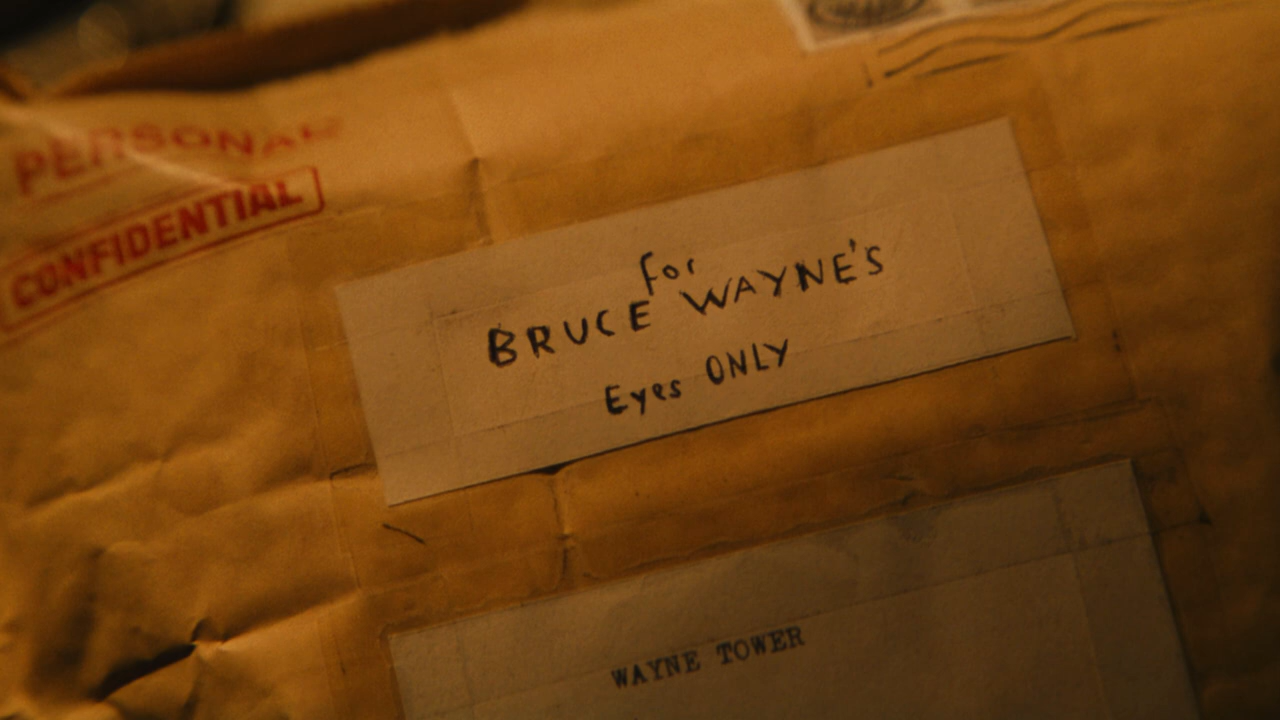 PERSONAL
CONFIDENTIAL
For
BRUCE WAYNE'S
Eyes ONLY
WAYNE TOWER